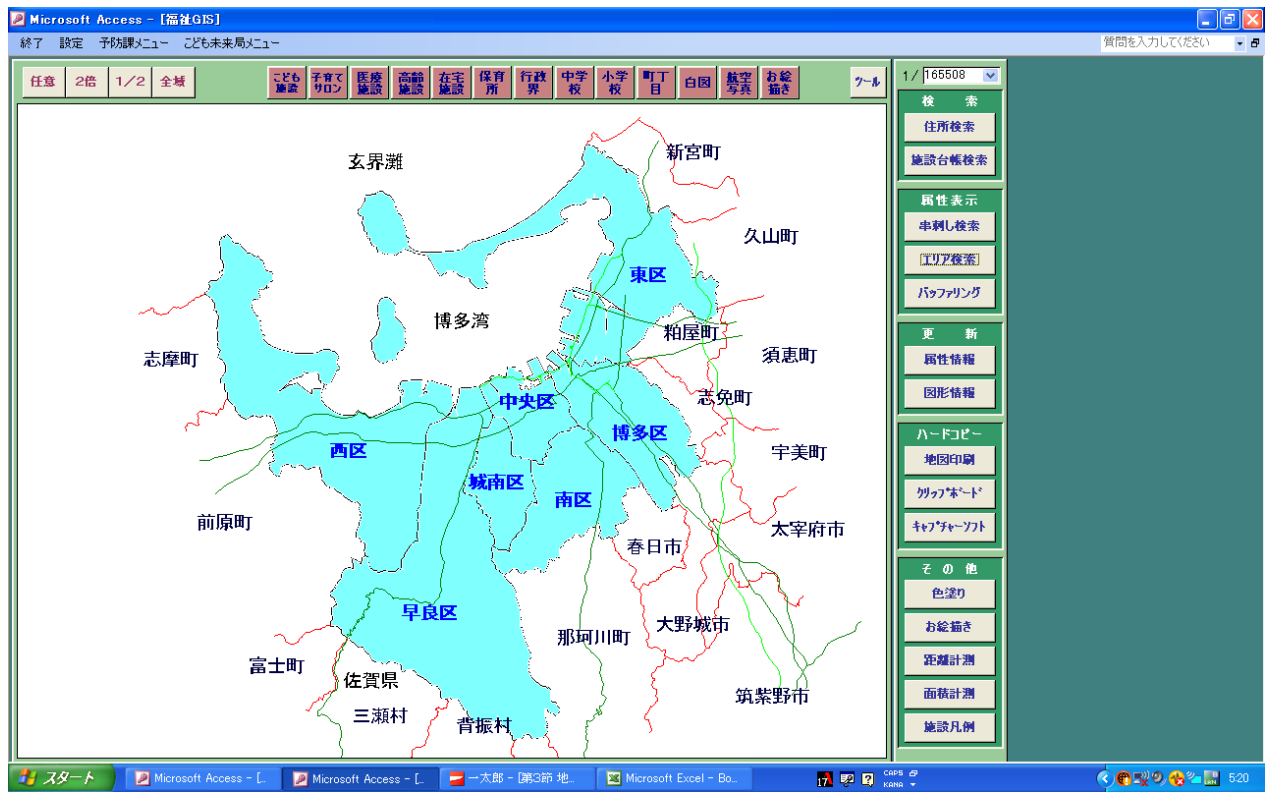 Microsoft Access - [福祉GIS]
終了 設定 予防課メニュー こども未来局メニュー
質問を入力してください
任意 2倍 1/2 全域
こども施設 子育てサロン 医療施設 高齢施設 在宅施設 保育所 行政界 中学校 小学校 町丁目 白図 航空写真 お絵描き
ツール
1/ 165508
検 索
住所検索
施設台帳検索
属性表示
串刺し検索
エリア検索
バッファリング
更 新
属性情報
図形情報
ハードコピー
地図印刷
クリップボード
キャプチャーソフト
その他
色塗り
お絵描き
距離計測
面積計測
施設凡例
玄界灘
新宮町
久山町
東区
博多湾
粕屋町
志摩町
須恵町
中央区
志免町
博多区
西区
宇美町
城南区
南区
前原町
太宰府市
春日市
早良区
那珂川町
大野城市
富士町
佐賀県
筑紫野市
三瀬村
背振村
スタート
Microsoft Access - [..
Microsoft Access - [..
一太郎 - [第3節 地..
Microsoft Excel - Bo..
CAPS
KANA
5:20